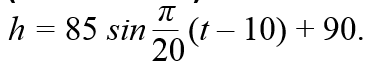 h = 85 sin π/20 (t – 10) + 90.